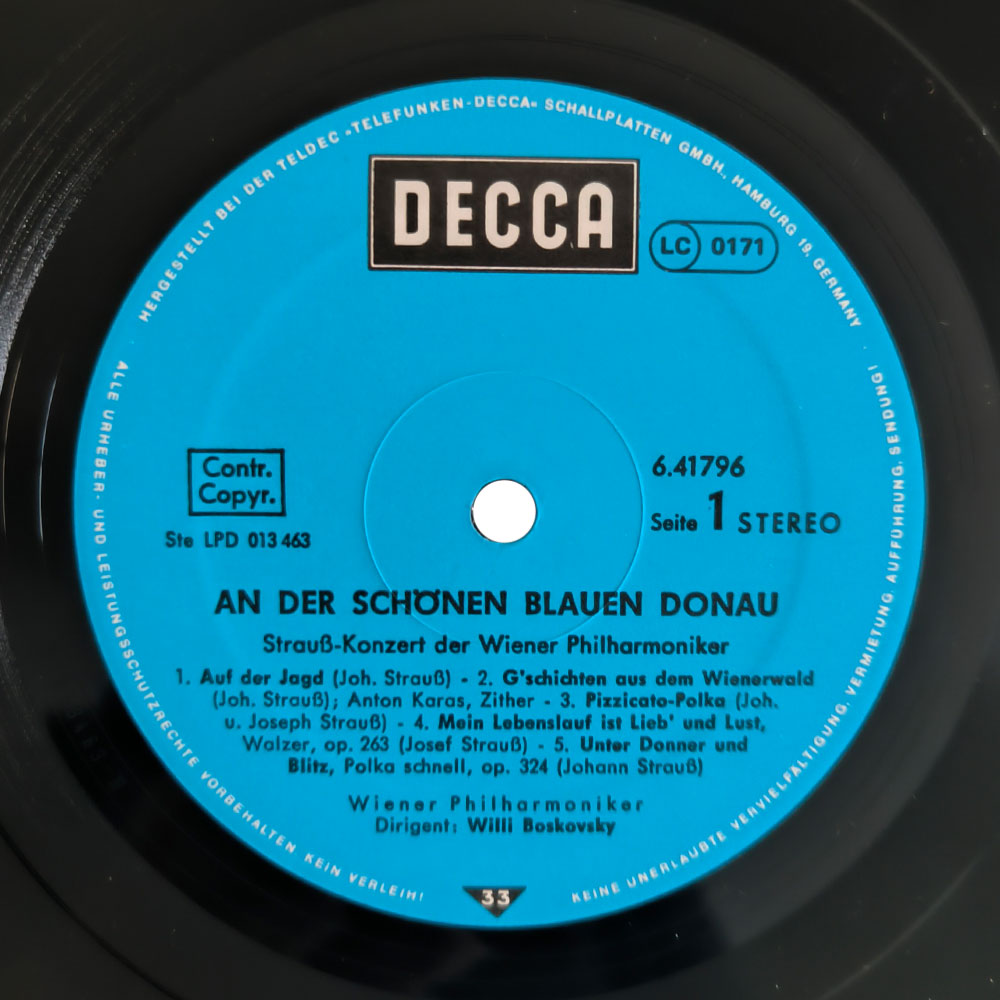 HERGESTELLT BEI DER TELDEC »TELEFUNKEN-DECCA« SCHALLPLATTEN GMBH., HAMBURG 19, GERMANY
DECCA
LC 0171
Contr.
Copyr.
Ste LPD 013 463
6.41796
Seite 1 STEREO
AN DER SCHÖNEN BLAUEN DONAU
Strauß-Konzert der Wiener Philharmoniker
1. Auf der Jagd (Joh. Strauß) - 2. G'schichten aus dem Wienerwald
(Joh. Strauß); Anton Karas, Zither - 3. Pizzicato-Polka (Joh.
u. Joseph Strauß) - 4. Mein Lebenslauf ist Lieb' und Lust,
Walzer, op. 263 (Josef Strauß) - 5. Unter Donner und
Blitz, Polka schnell, op. 324 (Johann Strauß)
Wiener Philharmoniker
Dirigent: Willi Boskovsky
33
ALLE URHEBER- UND LEISTUNGSSCHUTZRECHTE VORBEHALTEN. KEIN VERLEIH!
KEINE UNERLAUBTE VERVIELFÄLTIGUNG, VERMIETUNG, AUFFÜHRUNG, SENDUNG!